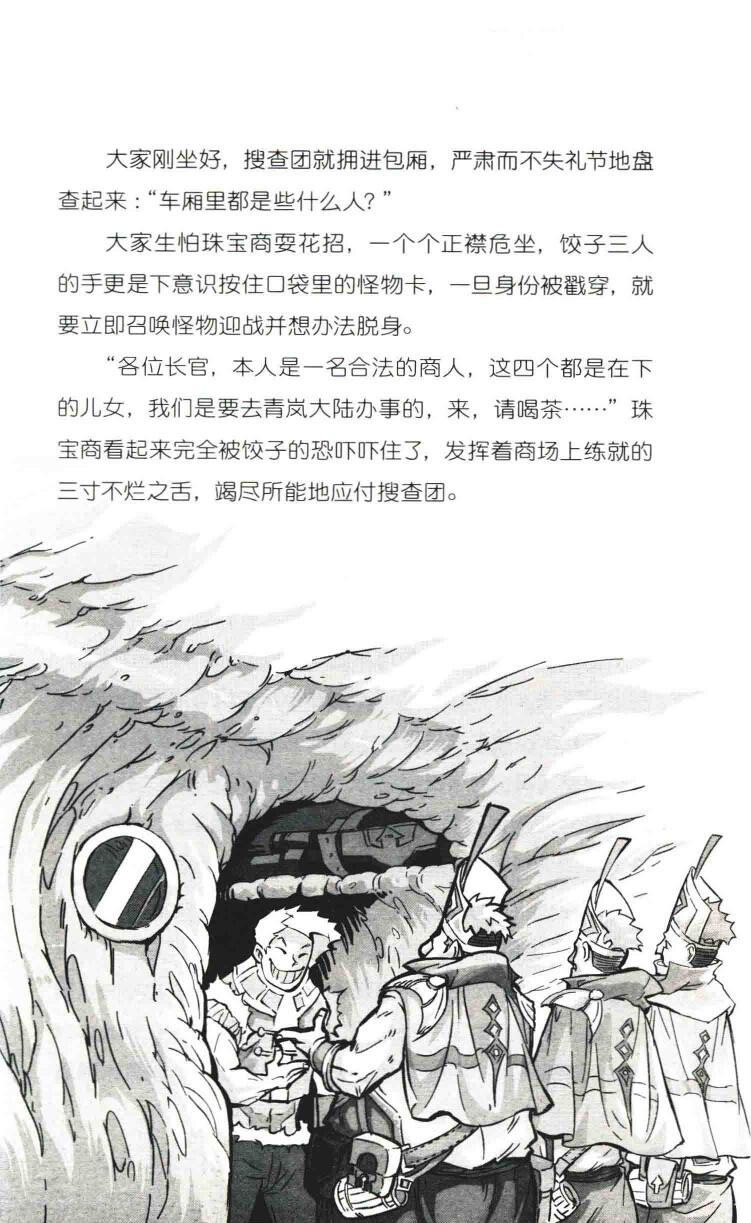 大家刚坐好，搜查团就拥进包厢，严肃而不失礼节地盘
查起来：“车厢里都是些什么人？”
大家生怕珠宝商耍花招，一个个正襟危坐，饺子三人
的手更是下意识按住口袋里的怪物卡，一旦身份被戳穿，就
要立即召唤怪物迎战并想办法脱身。
“各位长官，本人是一名合法的商人，这四个都是在下
的儿女，我们是要去青岚大陆办事的，来，请喝茶……”珠
宝商看起来完全被饺子的恐吓吓住了，发挥着商场上练就的
三寸不烂之舌，竭尽所能地应付搜查团。